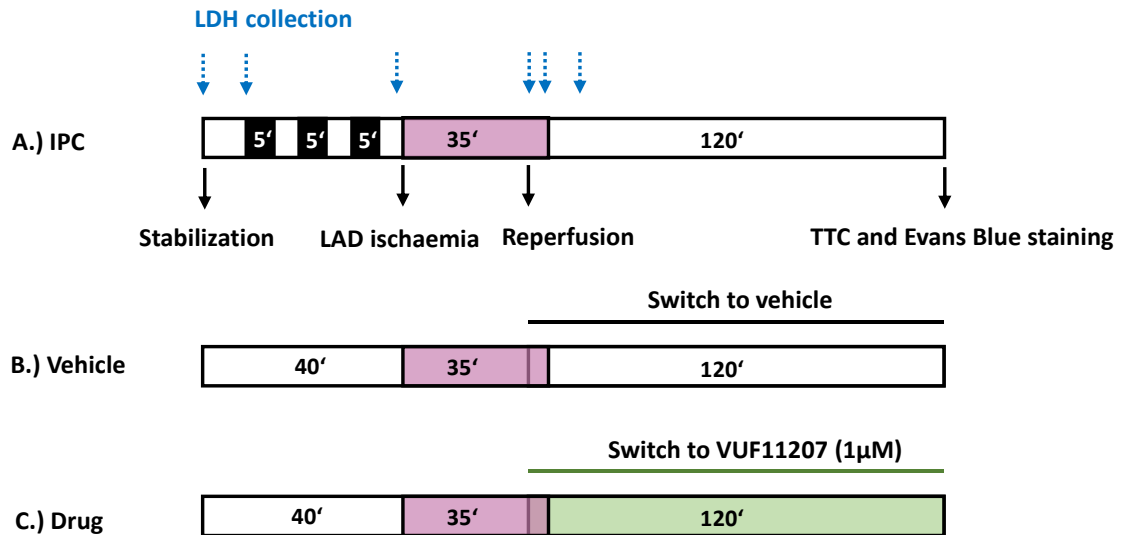 LDH collection
A.) IPC
5‘ 5‘ 5‘ 35‘ 120‘
Stabilization LAD ischaemia Reperfusion TTC and Evans Blue staining
Switch to vehicle
B.) Vehicle
40‘ 35‘ 120‘
Switch to VUF11207 (1µM)
C.) Drug
40‘ 35‘ 120‘